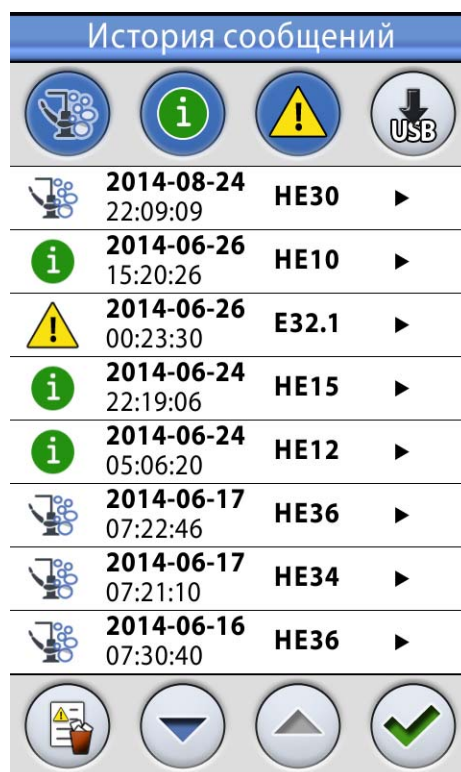 История сообщений
i
!
USB
2014-08-24
22:09:09
HE30
i
2014-06-26
15:20:26
HE10
!
2014-06-26
00:23:30
E32.1
i
2014-06-24
22:19:06
HE15
i
2014-06-24
05:06:20
HE12
2014-06-17
07:22:46
HE36
2014-06-17
07:21:10
HE34
2014-06-16
07:30:40
HE36